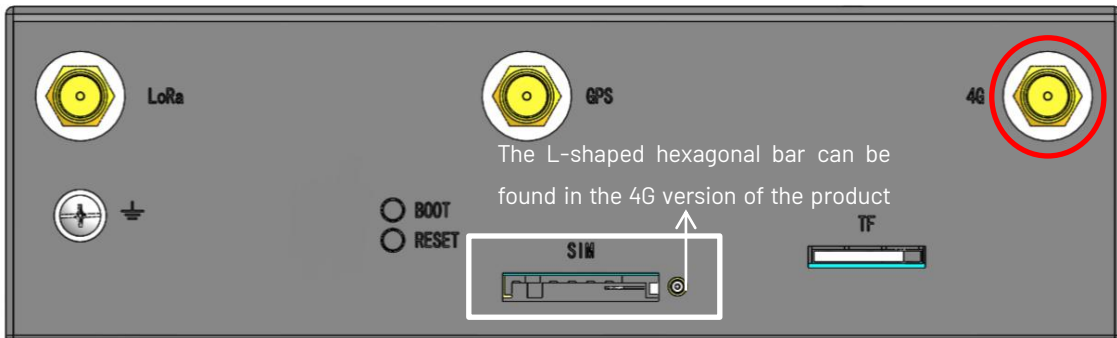 LoRa
GPS
4G
The L-shaped hexagonal bar can be
found in the 4G version of the product
BOOT
RESET
SIM
TF